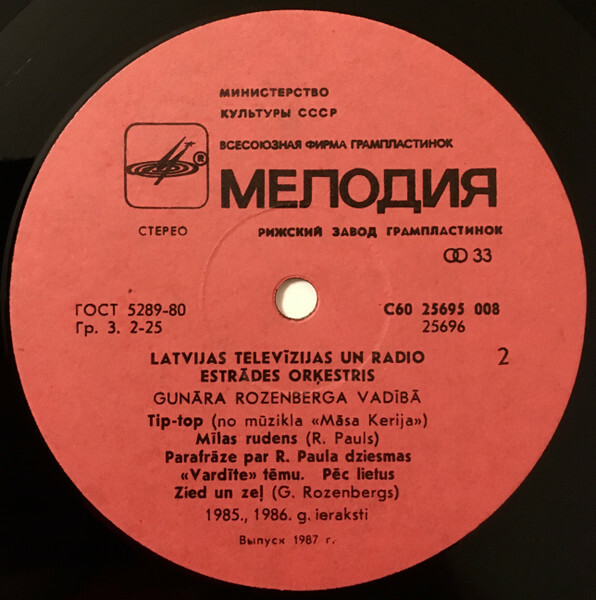 МИНИСТЕРСТВО
КУЛЬТУРЫ СССР
ВСЕСОЮЗНАЯ ФИРМА ГРАМПЛАСТИНОК
® МЕЛОДИЯ
СТЕРЕО
РИЖСКИЙ ЗАВОД ГРАМПЛАСТИНОК
33
ГОСТ 5289-80
Гр. 3. 2-25
С60 25695 008
25696
LATVIJAS TELEVĪZIJAS UN RADIO
ESTRĀDES ORĶESTRIS
2
GUNĀRA ROZENBERGA VADĪBĀ
Tip-top (no mūzikla «Māsa Kerija»)
Mīlas rudens (R. Pauls)
Parafrāze par R. Paula dziesmas
«Vardīte» tēmu. Pēc lietus
Zied un zeļ (G. Rozenbergs)
1985., 1986. g. ieraksti
Выпуск 1987 г.